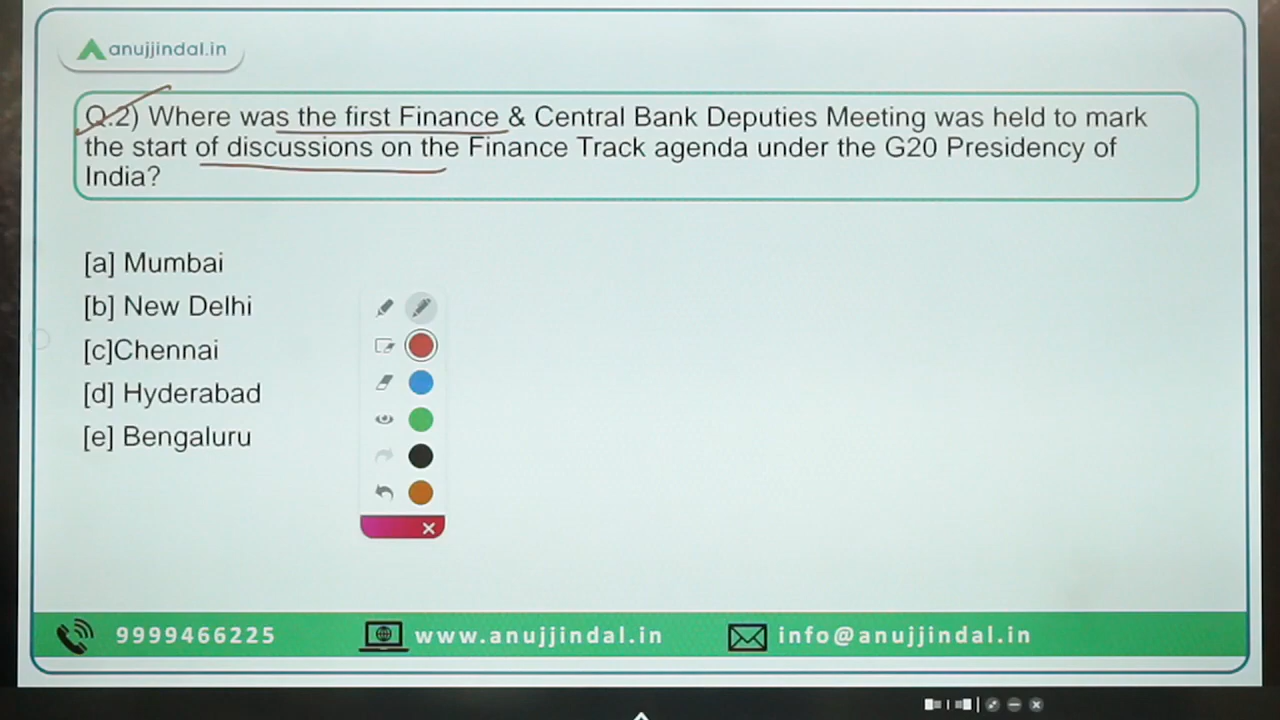 anujjindal.in
Q.2) Where was the first Finance & Central Bank Deputies Meeting was held to mark
the start of discussions on the Finance Track agenda under the G20 Presidency of
India?
[a] Mumbai
[b] New Delhi
[c]Chennai
[d] Hyderabad
[e] Bengaluru
9999466225 www.anujjindal.in info@anujjindal.in